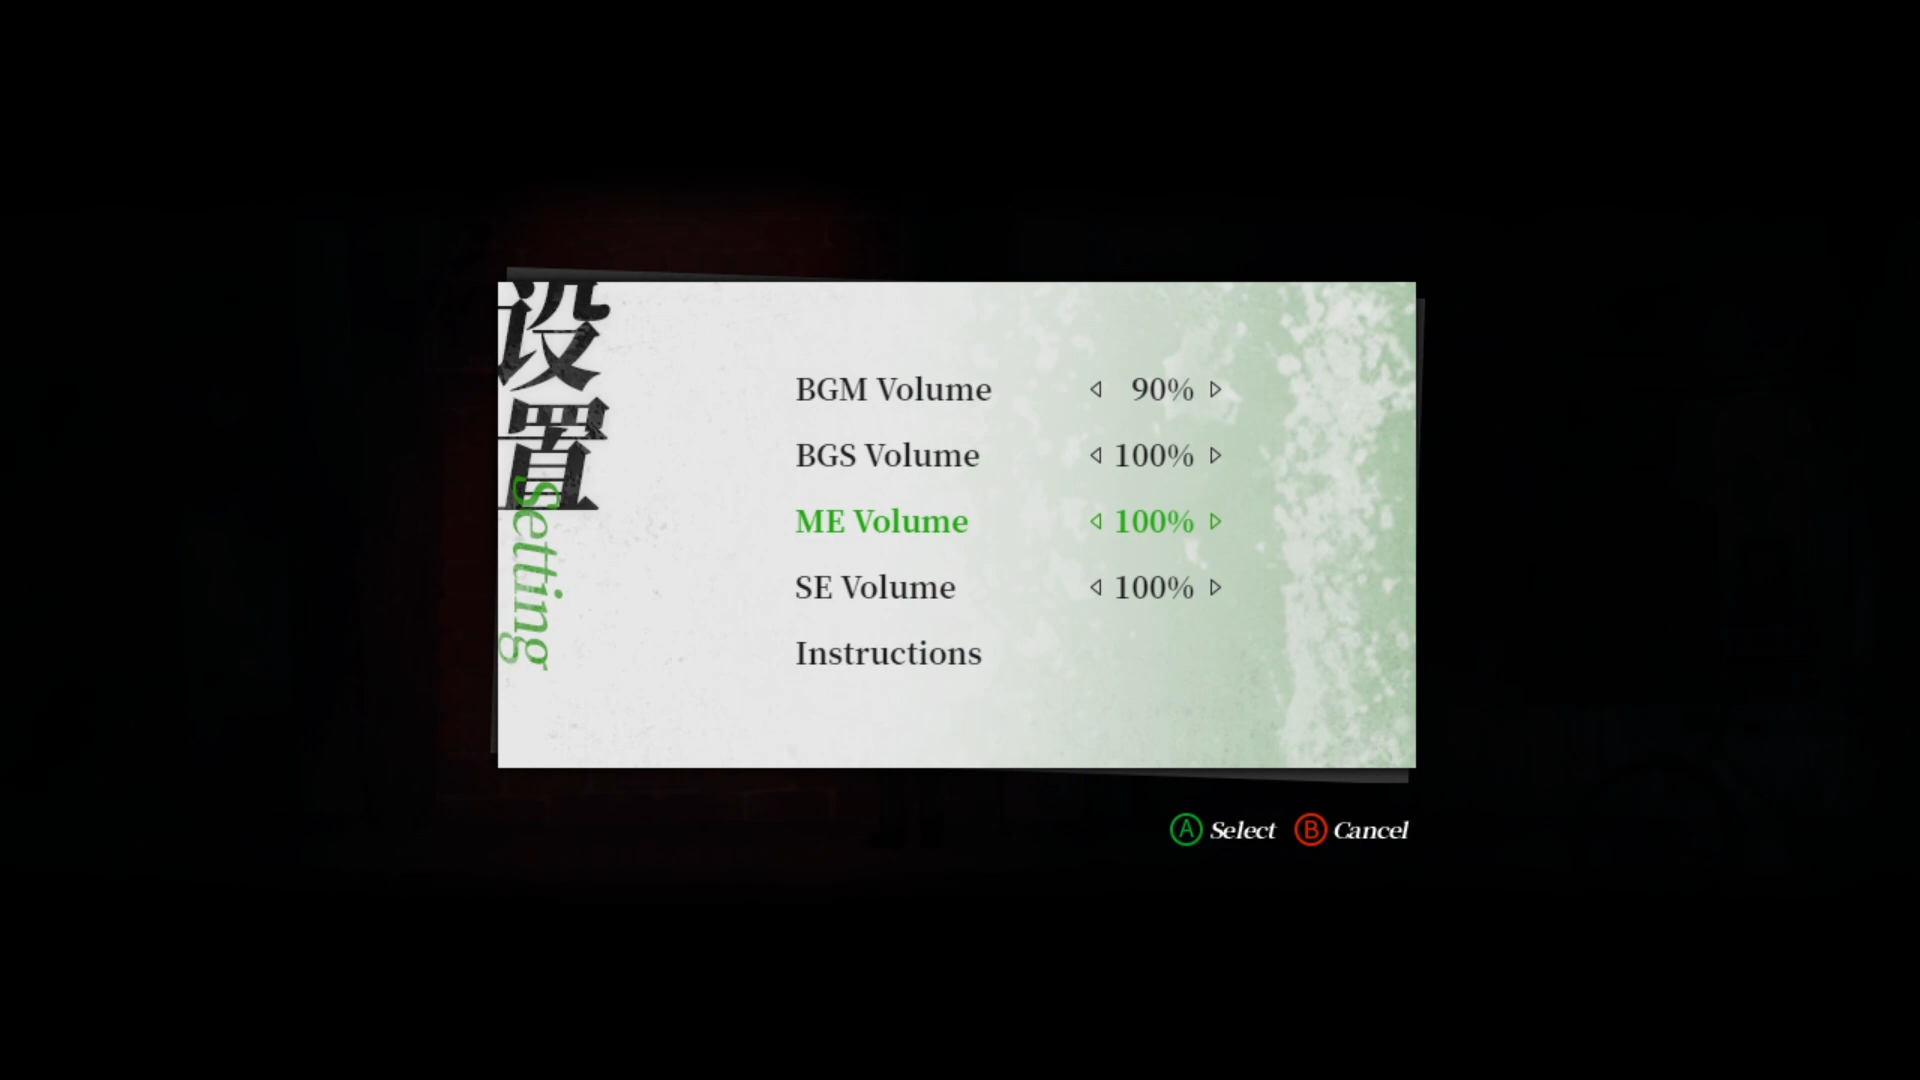 设置
Setting
BGM Volume 90%
BGS Volume 100%
ME Volume 100%
SE Volume 100%
Instructions
A Select B Cancel